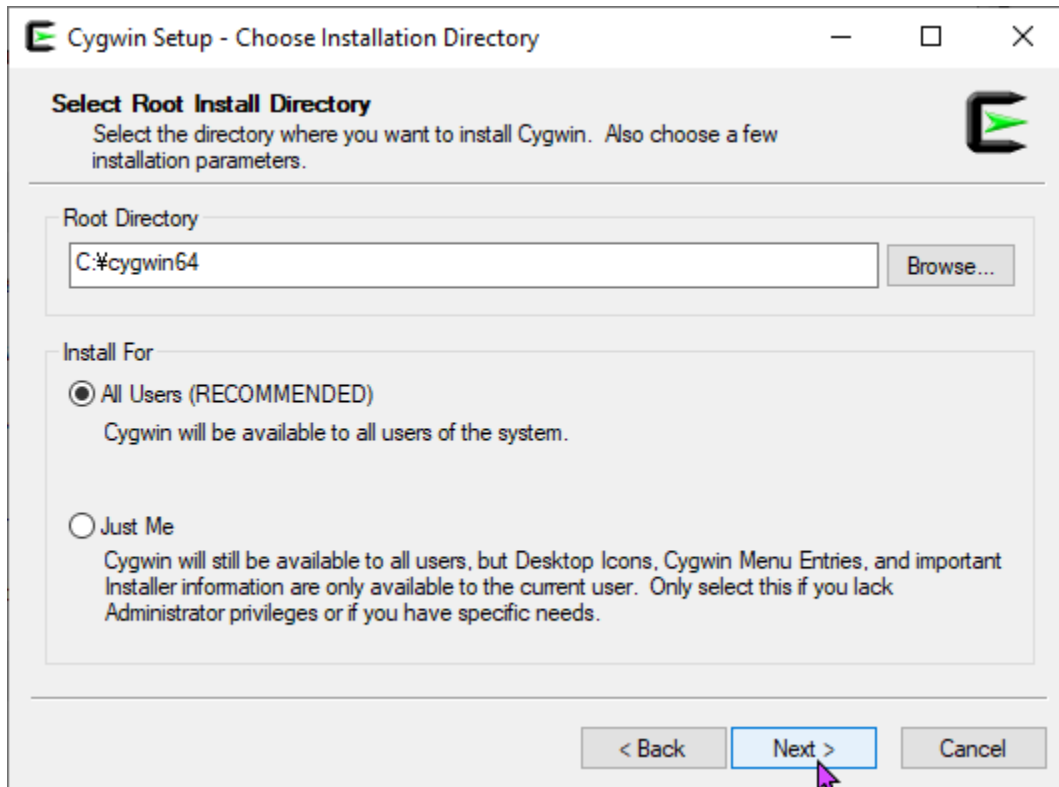 Cygwin Setup - Choose Installation Directory
Select Root Install Directory
Select the directory where you want to install Cygwin.  Also choose a few
installation parameters.
Root Directory
C:¥cygwin64
Browse...
Install For
All Users (RECOMMENDED)
Cygwin will be available to all users of the system.
Just Me
Cygwin will still be available to all users, but Desktop Icons, Cygwin Menu Entries, and important
Installer information are only available to the current user.  Only select this if you lack
Administrator privileges or if you have specific needs.
< Back
Next >
Cancel